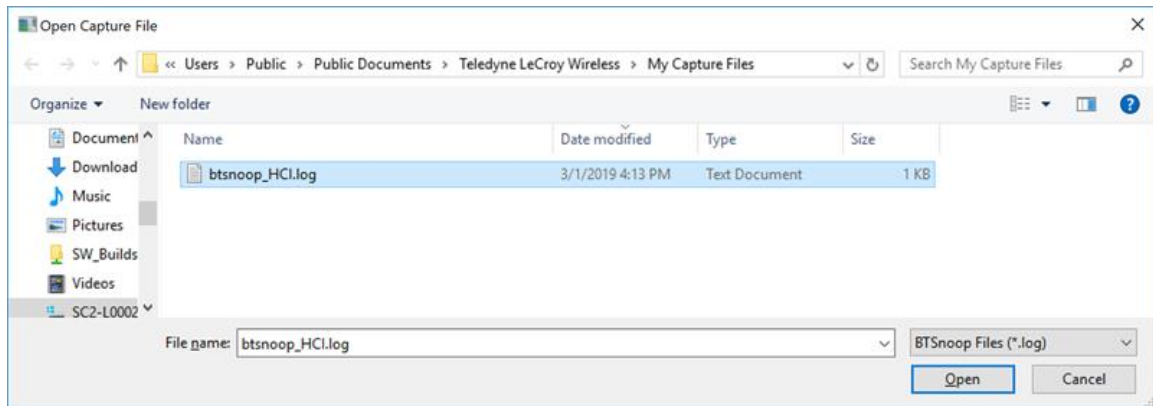 Open Capture File
« Users › Public › Public Documents › Teledyne LeCroy Wireless › My Capture Files
Search My Capture Files
Organize New folder
Name Date modified Type Size
btsnoop_HCI.log 3/1/2019 4:13 PM Text Document 1 KB
Document
Download
Music
Pictures
SW_Builds
Videos
SC2-L0002
File name: btsnoop_HCI.log BTSnoop Files (*.log)
Open Cancel